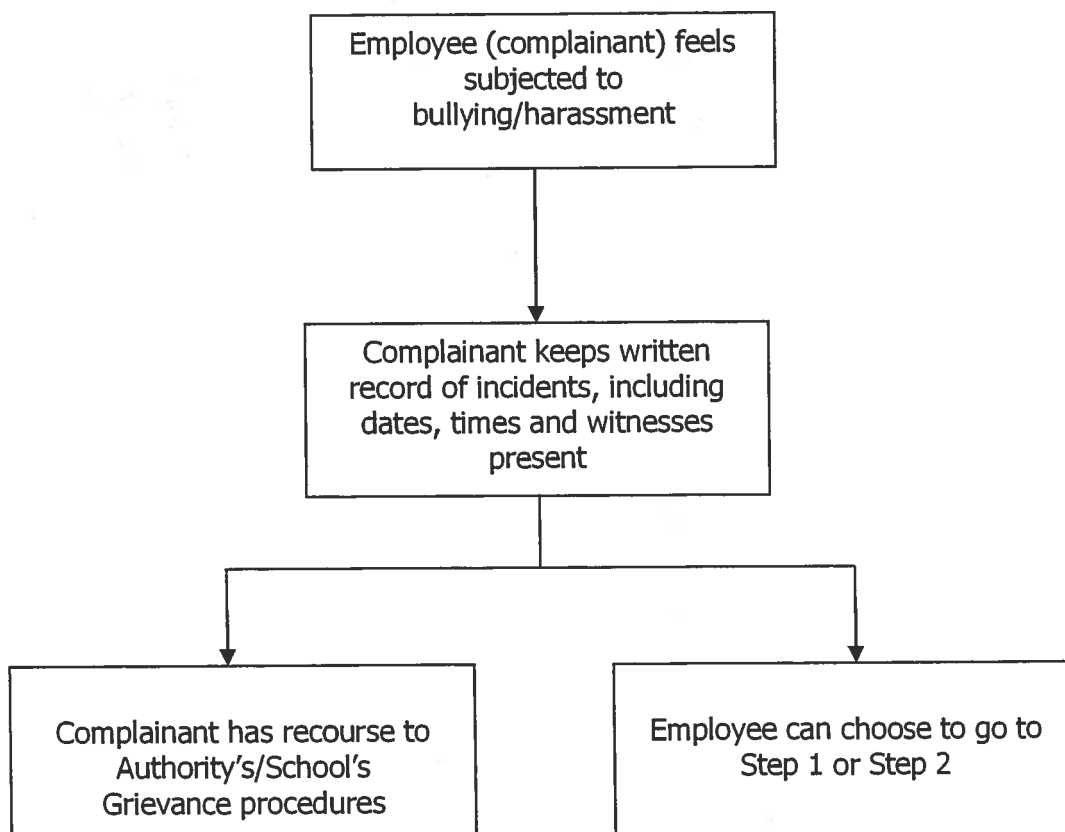 Employee (complainant) feels
subjected to
bullying/harassment
Complainant keeps written
record of incidents, including
dates, times and witnesses
present
Complainant has recourse to
Authority's/School's
Grievance procedures
Employee can choose to go to
Step 1 or Step 2